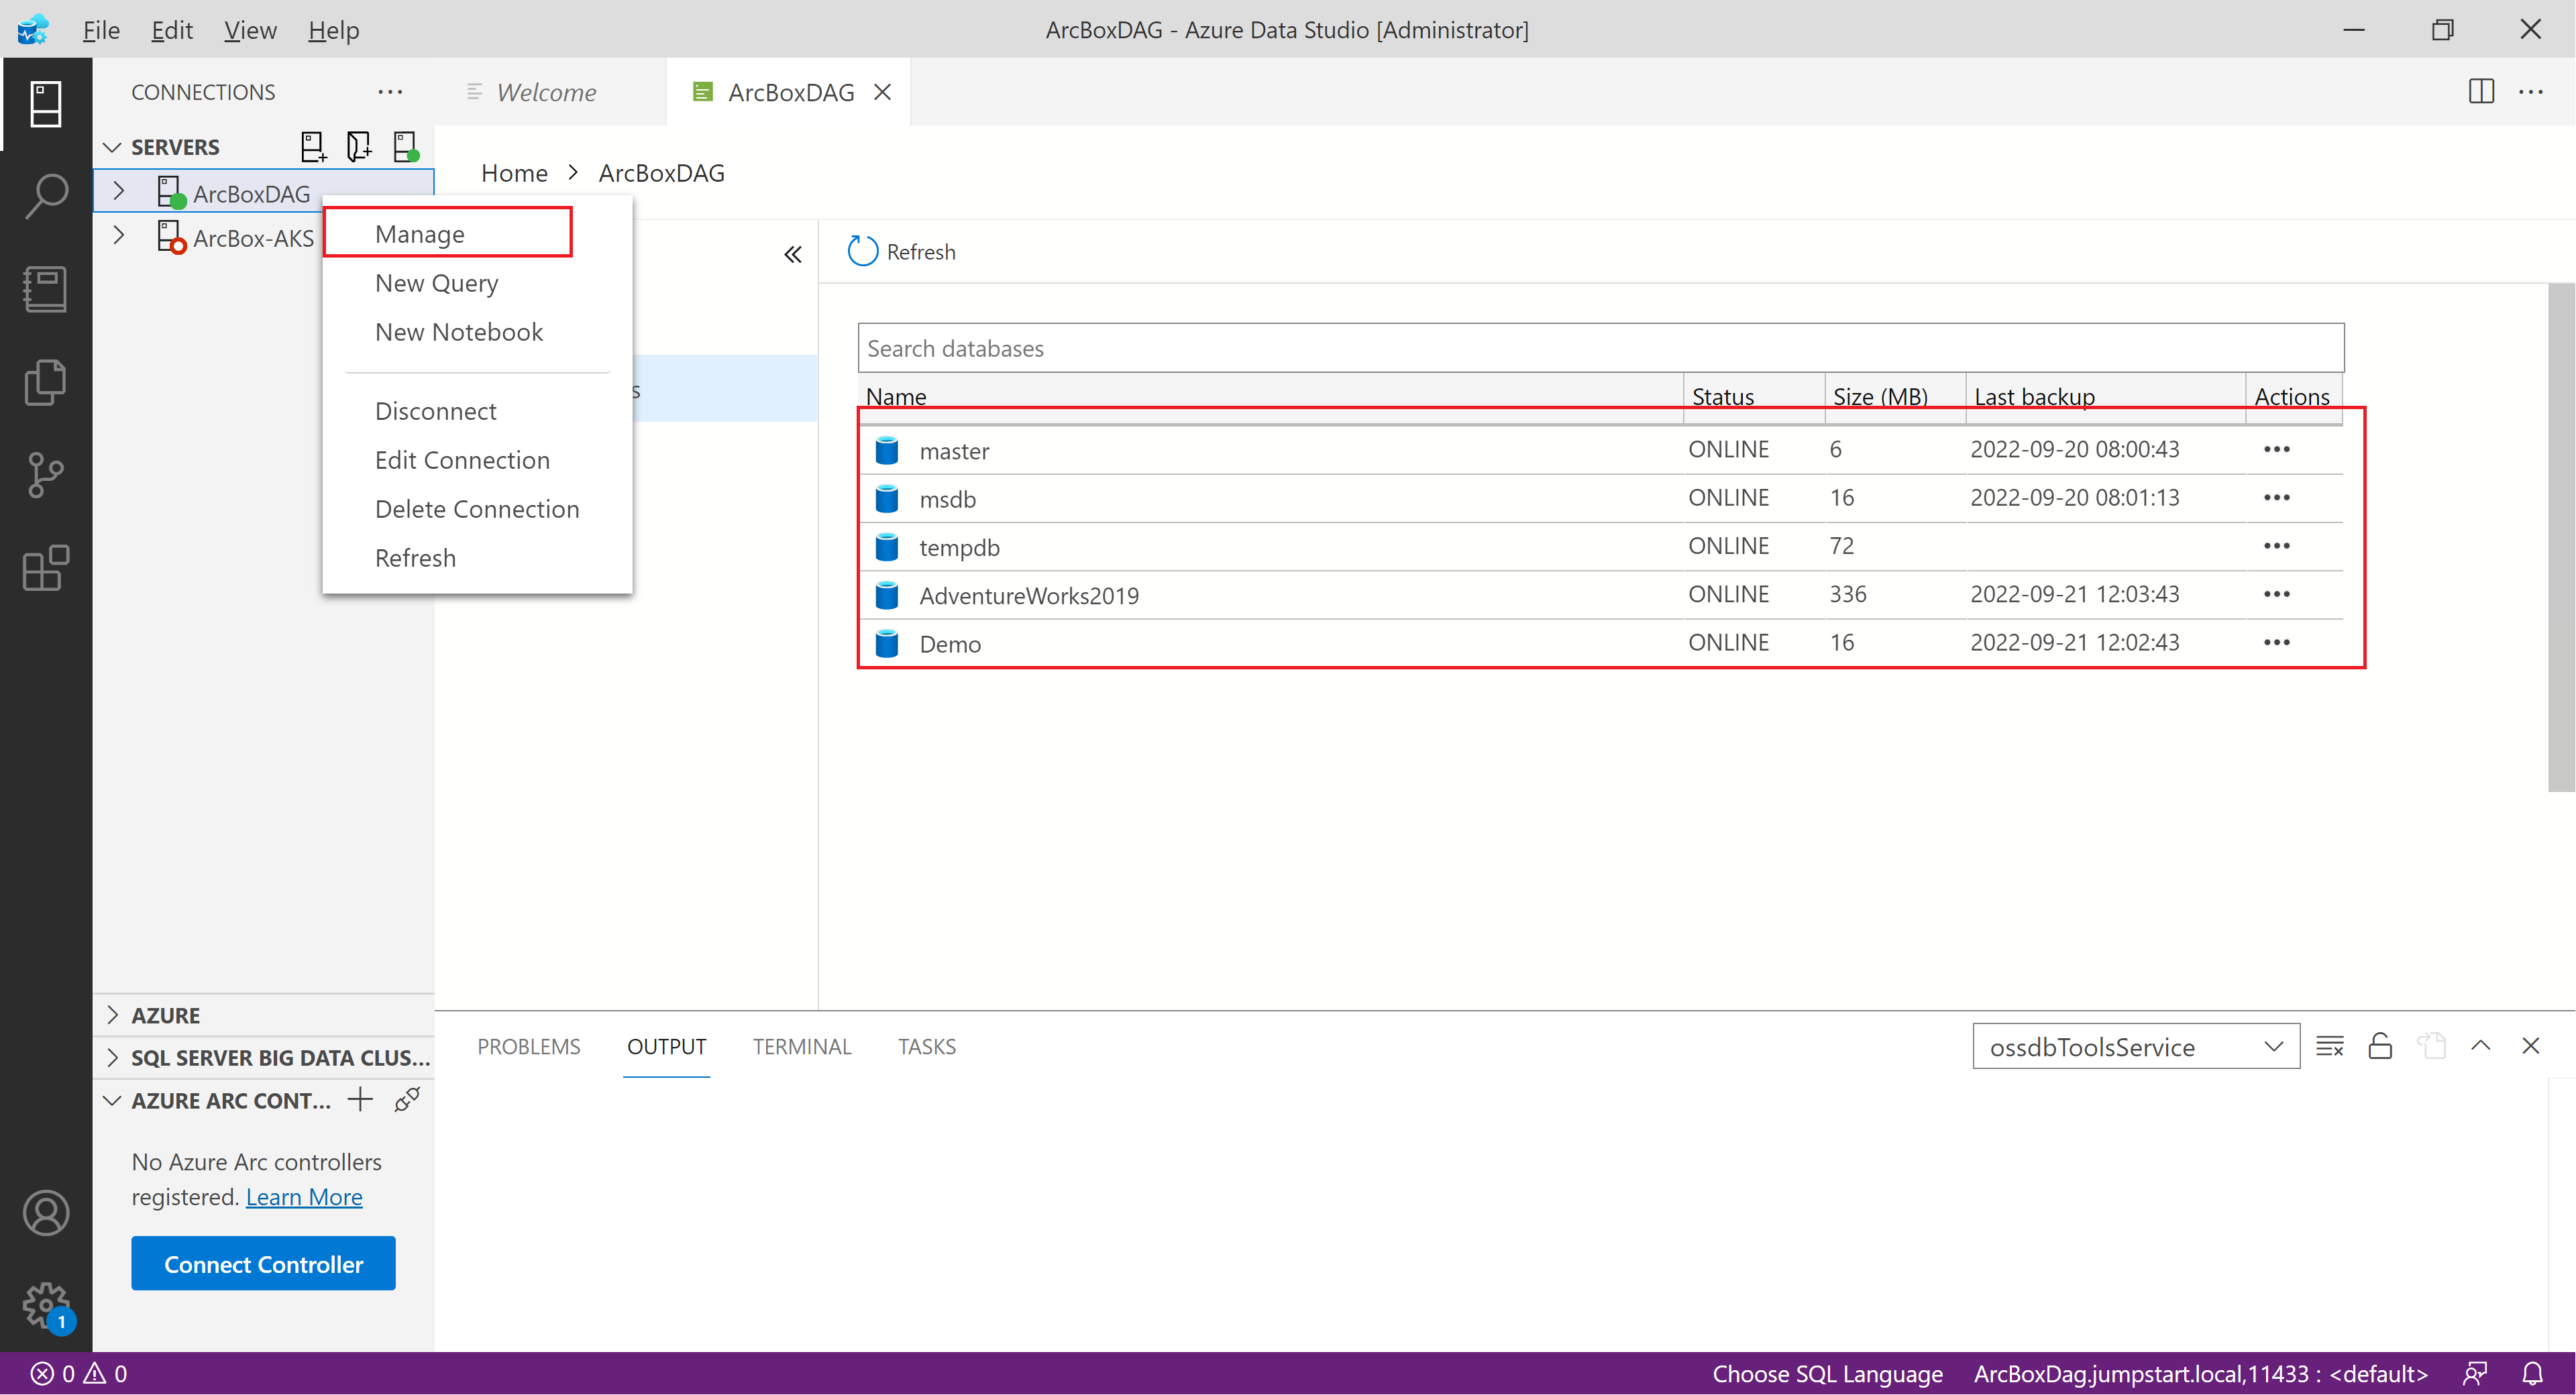 File Edit View Help
ArcBoxDAG - Azure Data Studio [Administrator]
CONNECTIONS
Welcome
ArcBoxDAG
SERVERS
Home > ArcBoxDAG
ArcBoxDAG
ArcBox-AKS
Manage
New Query
New Notebook
Disconnect
Edit Connection
Delete Connection
Refresh
s
Refresh
Search databases
Name Status Size (MB) Last backup Actions
master ONLINE 6 2022-09-20 08:00:43
msdb ONLINE 16 2022-09-20 08:01:13
tempdb ONLINE 72
AdventureWorks2019 ONLINE 336 2022-09-21 12:03:43
Demo ONLINE 16 2022-09-21 12:02:43
AZURE
SQL SERVER BIG DATA CLUS...
AZURE ARC CONT...
No Azure Arc controllers
registered. Learn More
Connect Controller
1
PROBLEMS OUTPUT TERMINAL TASKS
ossdbToolsService
0 0
Choose SQL Language
ArcBoxDag.jumpstart.local,11433 : <default>